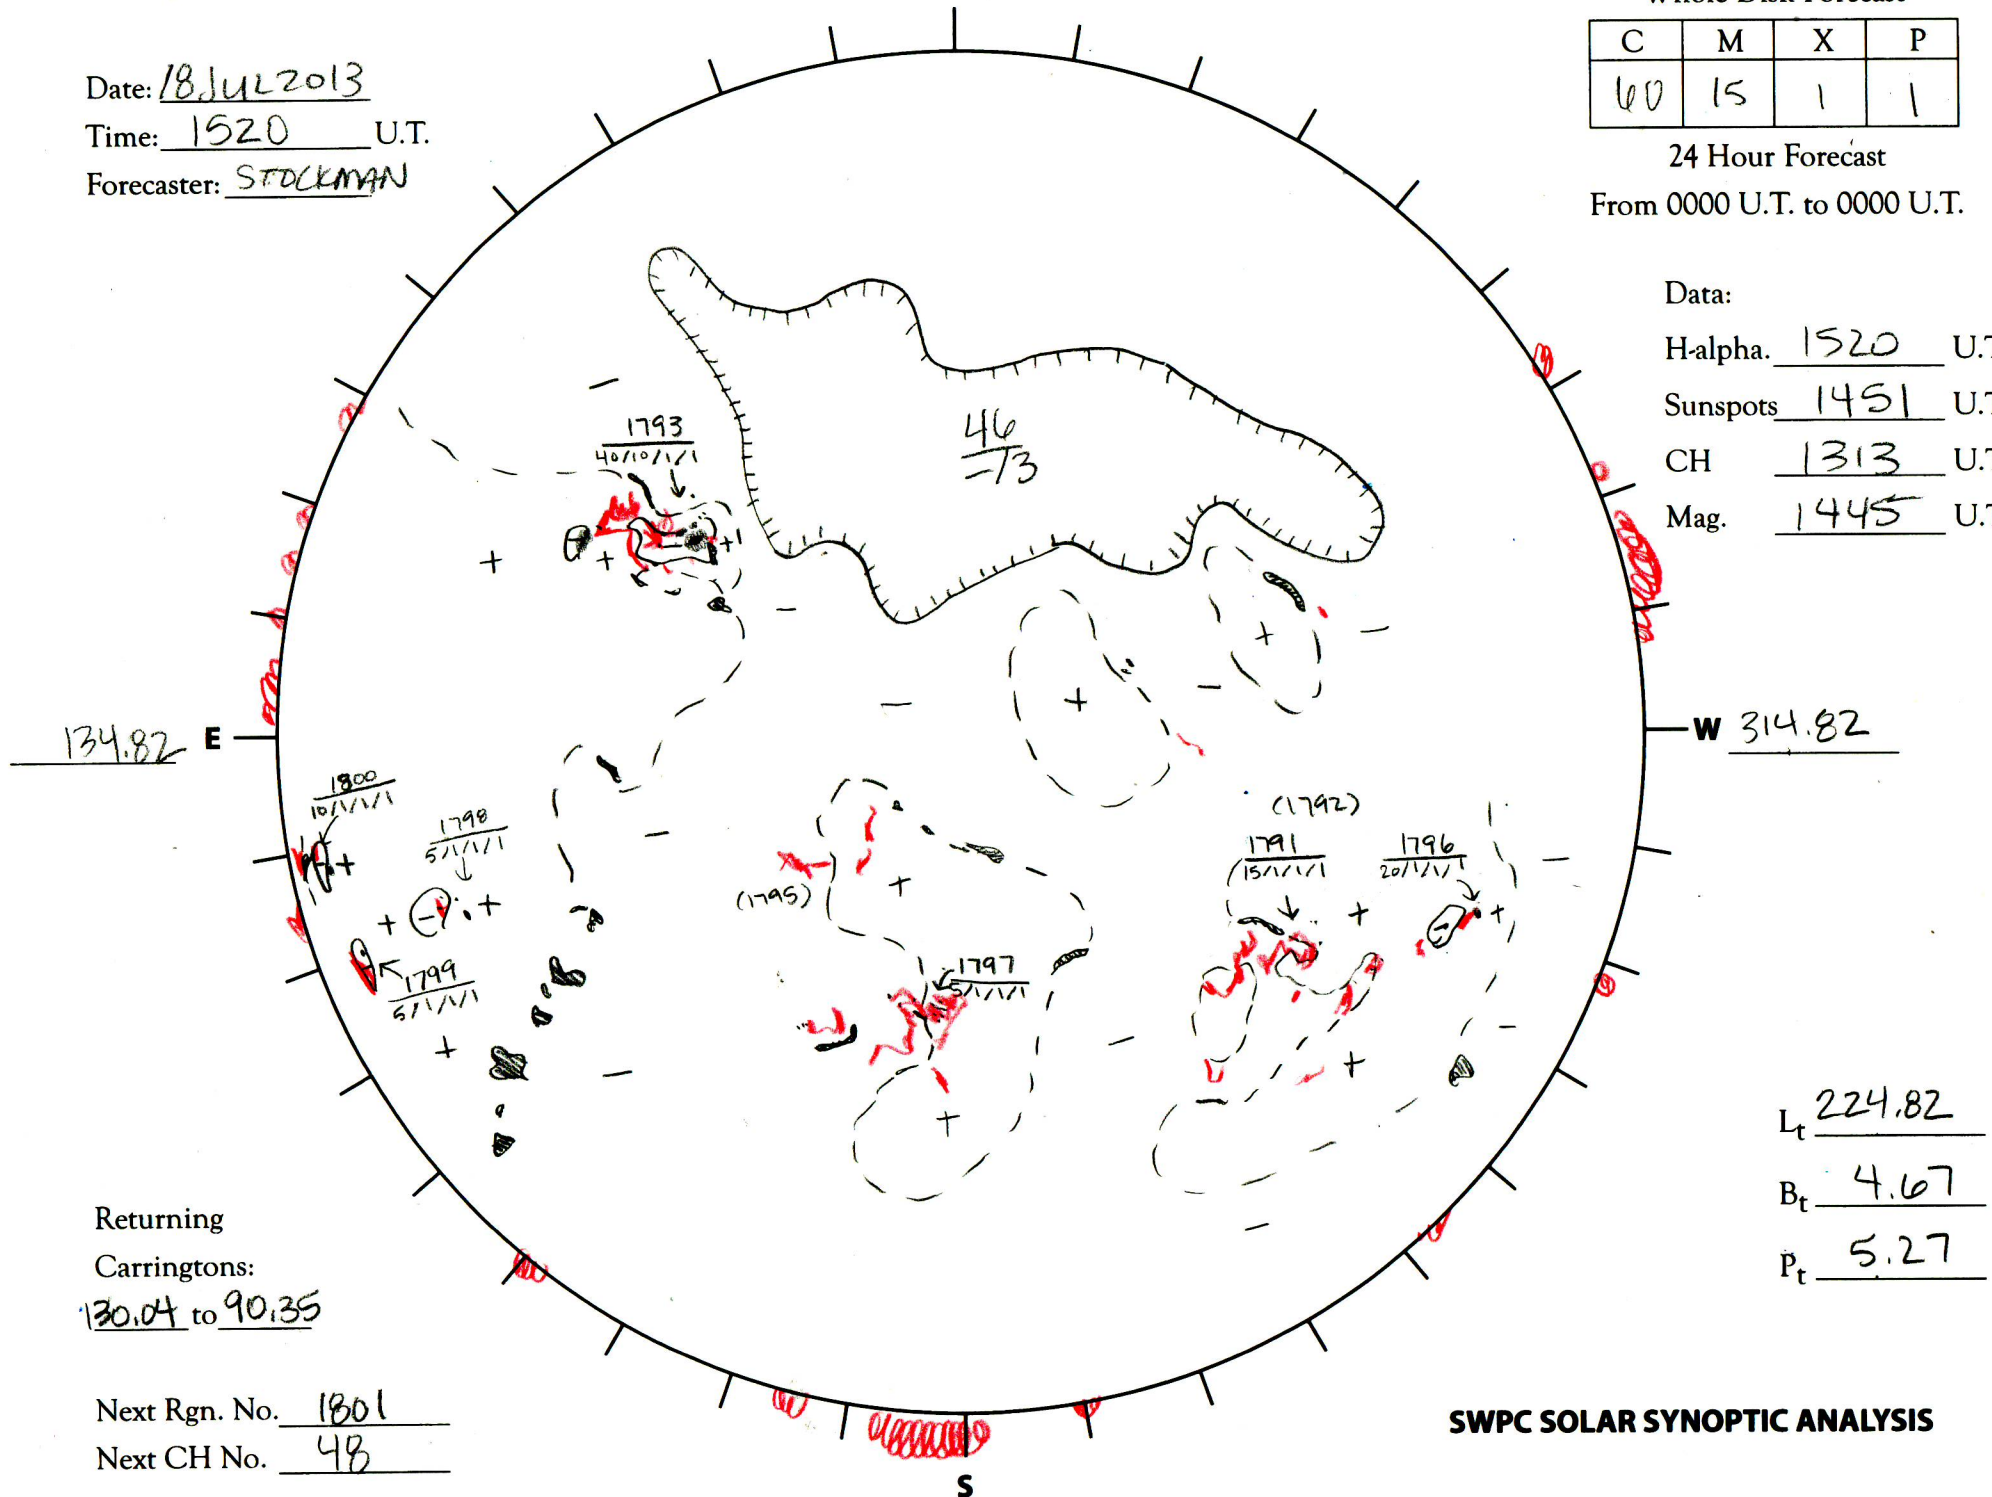 Whole Disk Forecast
C M X P
60 15 1 1
24 Hour Forecast
From 0000 U.T. to 0000 U.T.
Date: 18 JUL 2013
Time: 1520 U.T.
Forecaster: STOCKMAN
Data:
H-alpha. 1520 U.T
Sunspots 1451 U.T
CH 1313 U.T
Mag. 1445 U.T
46
-/3
1793
40/10/1/1
134.82 E
W 314.82
1800
10/1/1/1
1798
5/1/1/1
1799
5/1/1/1
(1795)
1797
5/1/1/1
(1792)
1791
15/1/1/1
1796
20/1/1/1
Lt 224.82
Bt 4.67
Pt 5.27
Returning
Carringtons:
130.04 to 90.35
Next Rgn. No. 1801
Next CH No. 48
S
SWPC SOLAR SYNOPTIC ANALYSIS